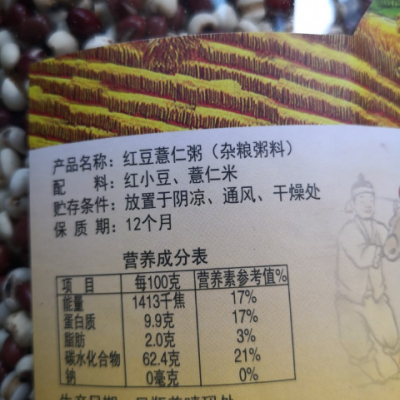 产品名称：红豆薏仁粥（杂粮粥料）
配 料：红小豆、薏仁米
贮存条件：放置于阴凉、通风、干燥处
保 质 期：12个月
营养成分表
项 目 每100克 营养素参考值%
能量 1413千焦 17%
蛋白质 9.9克 17%
脂肪 2.0克 3%
碳水化合物 62.4克 21%
钠 0毫克 0%